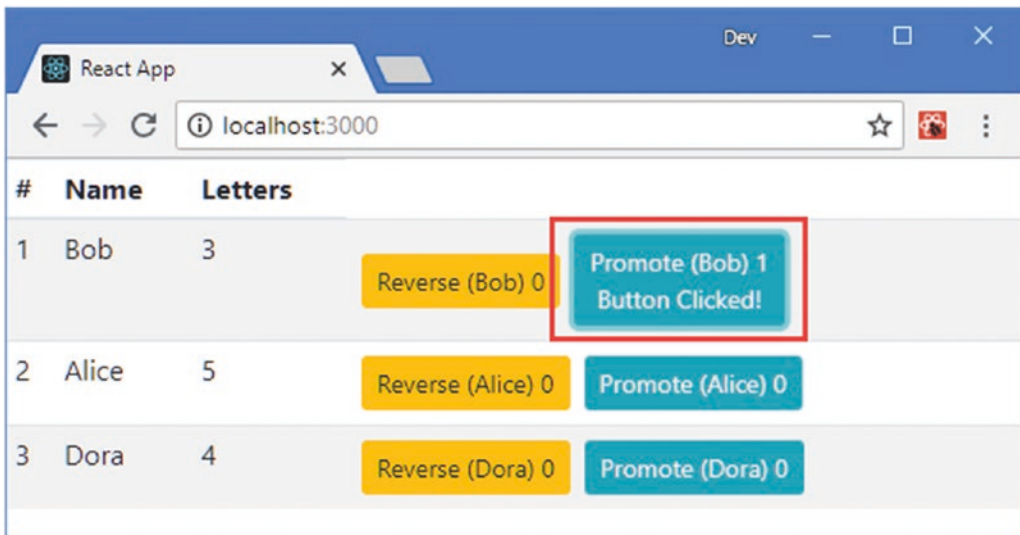 Dev
React App
localhost:3000
# Name Letters
1 Bob 3 Reverse (Bob) 0 Promote (Bob) 1
Button Clicked!
2 Alice 5 Reverse (Alice) 0 Promote (Alice) 0
3 Dora 4 Reverse (Dora) 0 Promote (Dora) 0